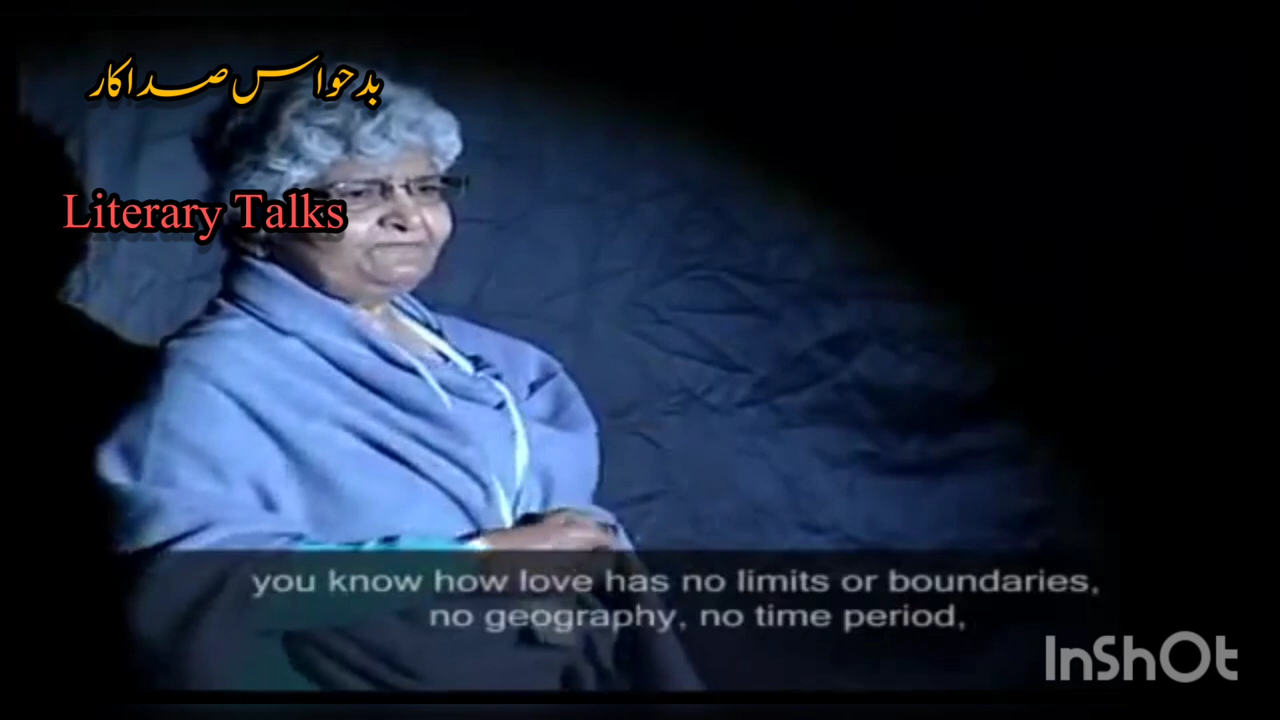 بدحواس صداکار
Literary Talks
you know how love has no limits or boundaries,
no geography, no time period,
InShOt